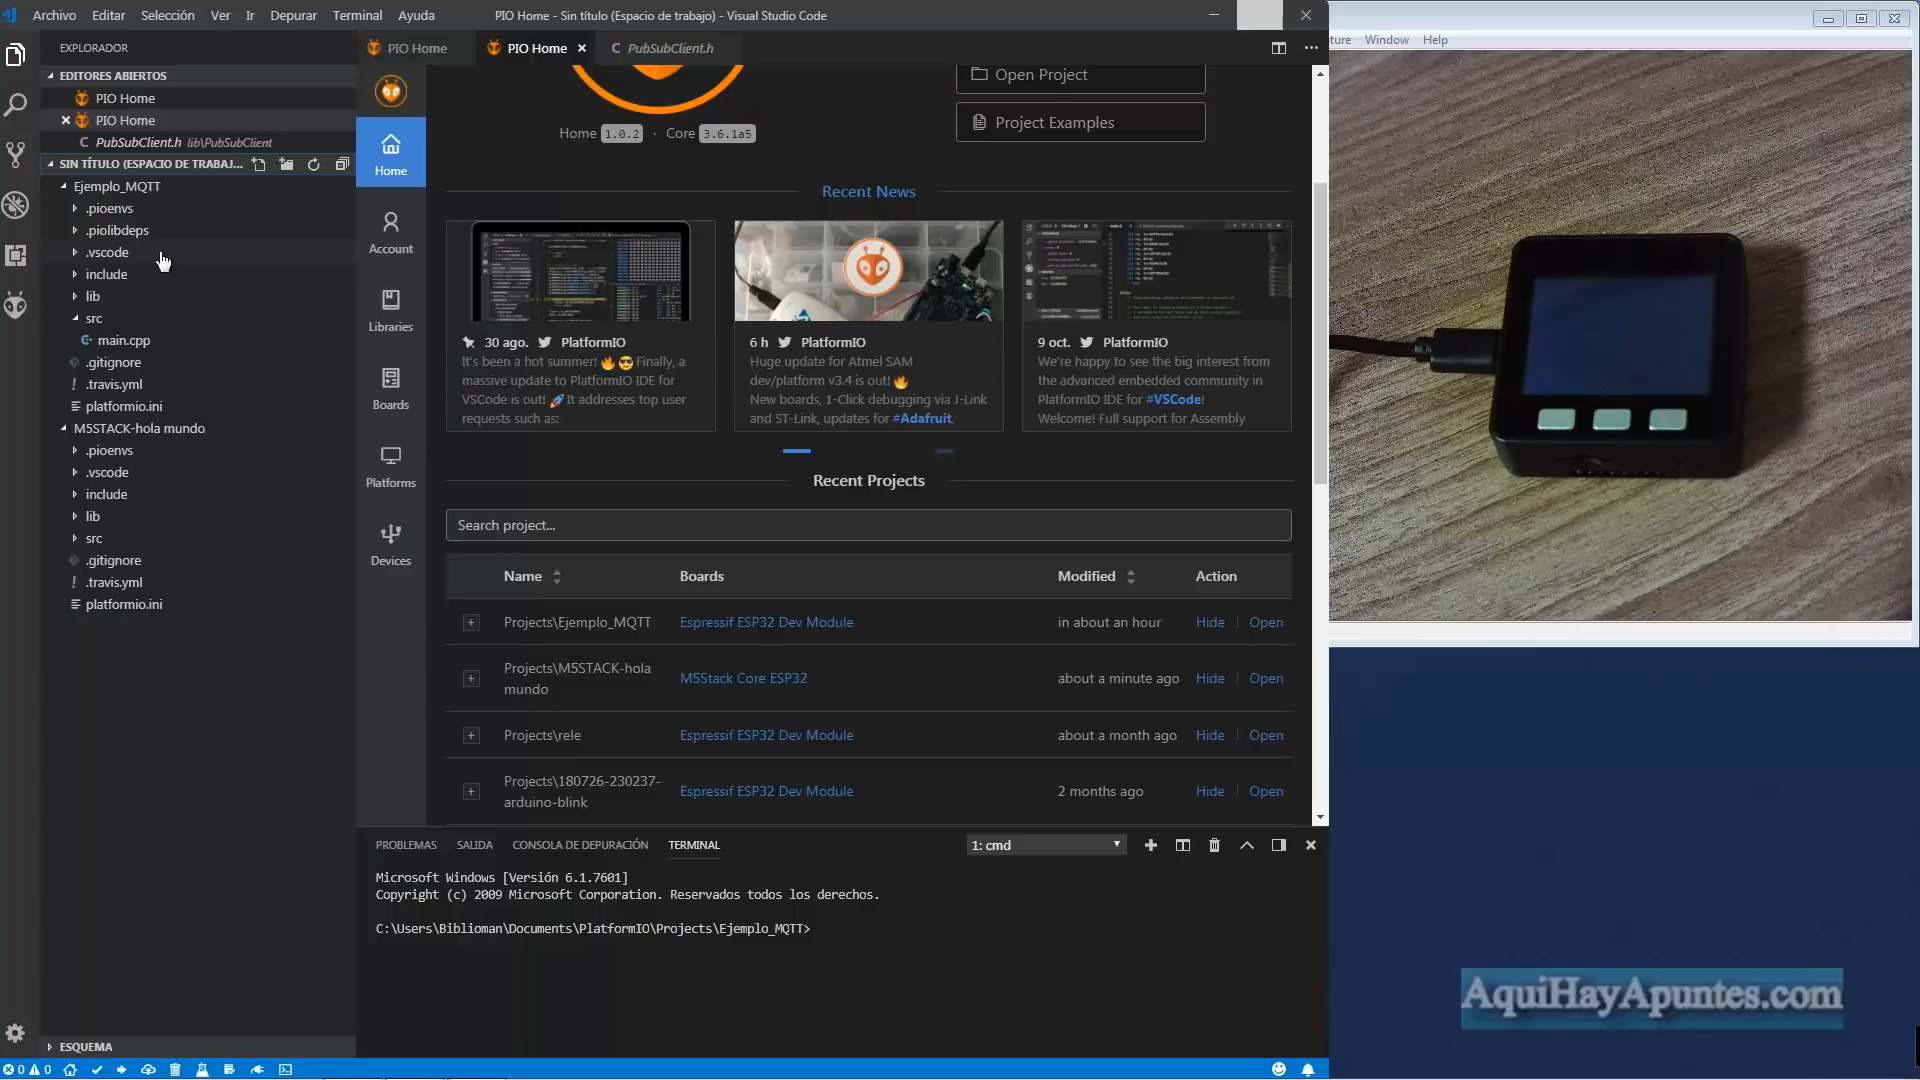 Archivo Editar Selección Ver Ir Depurar Terminal Ayuda
PIO Home - Sin título (Espacio de trabajo) - Visual Studio Code
ture Window Help
EXPLORADOR
EDITORES ABIERTOS
PIO Home
PIO Home
PubSubClient.h lib\PubSubClient
SIN TÍTULO (ESPACIO DE TRABAJ...
Ejemplo_MQTT
.pioenvs
.piolibdeps
.vscode
include
lib
src
main.cpp
.gitignore
.travis.yml
platformio.ini
M5STACK-hola mundo
.pioenvs
.vscode
include
lib
src
.gitignore
.travis.yml
platformio.ini
ESQUEMA
PIO Home
PIO Home
PubSubClient.h
Home
Account
Libraries
Boards
Platforms
Devices
Home 1.0.2 · Core 3.6.1a5
Open Project
Project Examples
Recent News
30 ago. PlatformIO
It's been a hot summer! Finally, a
massive update to PlatformIO IDE for
VSCode is out! It addresses top user
requests such as:
6 h PlatformIO
Huge update for Atmel SAM
dev/platform v3.4 is out!
New boards, 1-Click debugging via J-Link
and ST-Link, updates for #Adafruit,
9 oct. PlatformIO
We're happy to see the big interest from
the advanced embedded community in
PlatformIO IDE for #VSCode!
Welcome! Full support for Assembly
Recent Projects
Search project...
Name Boards Modified Action
Projects\Ejemplo_MQTT Espressif ESP32 Dev Module in about an hour Hide Open
Projects\M5STACK-hola
mundo M5Stack Core ESP32 about a minute ago Hide Open
Projects\rele Espressif ESP32 Dev Module about a month ago Hide Open
Projects\180726-230237-
arduino-blink Espressif ESP32 Dev Module 2 months ago Hide Open
PROBLEMAS SALIDA CONSOLA DE DEPURACIÓN TERMINAL
1: cmd
Microsoft Windows [Versión 6.1.7601]
Copyright (c) 2009 Microsoft Corporation. Reservados todos los derechos.
C:\Users\Biblioman\Documents\PlatformIO\Projects\Ejemplo_MQTT>
0 0
AquiHayApuntes.com